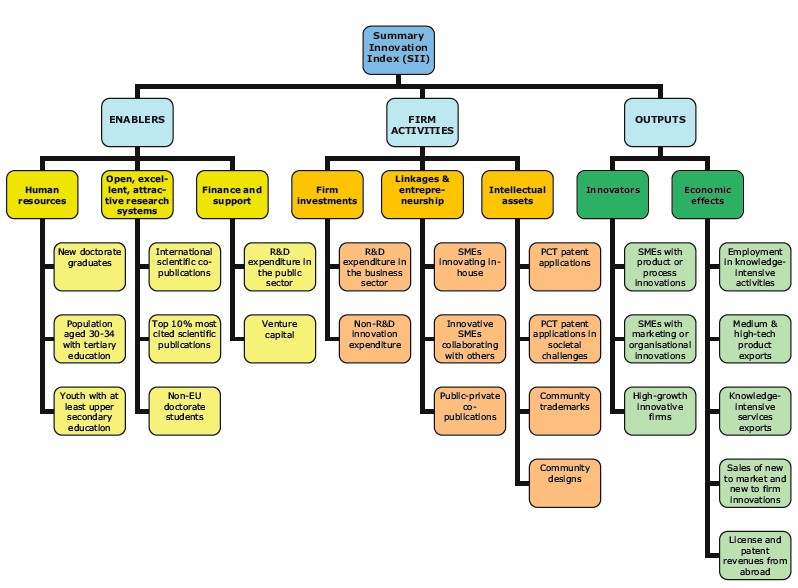 Summary
Innovation
Index (SII)
ENABLERS
FIRM
ACTIVITIES
OUTPUTS
Human
resources
Open, excel-
lent, attrac-
tive research
systems
Finance and
support
Firm
investments
Linkages &
entrepre-
neurship
Intellectual
assets
Innovators
Economic
effects
New doctorate
graduates
International
scientific co-
publications
R&D
expenditure in
the public
sector
R&D
expenditure in
the business
sector
SMEs
innovating in-
house
PCT patent
applications
SMEs with
product or
process
innovations
Employment
in knowledge-
intensive
activities
Population
aged 30-34
with tertiary
education
Top 10% most
cited scientific
publications
Venture
capital
Non-R&D
innovation
expenditure
Innovative
SMEs
collaborating
with others
PCT patent
applications in
societal
challenges
SMEs with
marketing or
organisational
innovations
Medium &
high-tech
product
exports
Youth with at
least upper
secondary
education
Non-EU
doctorate
students
Public-private
co-
publications
Community
trademarks
High-growth
innovative
firms
Knowledge-
intensive
services
exports
Community
designs
Sales of new
to market and
new to firm
innovations
License and
patent
revenues from
abroad